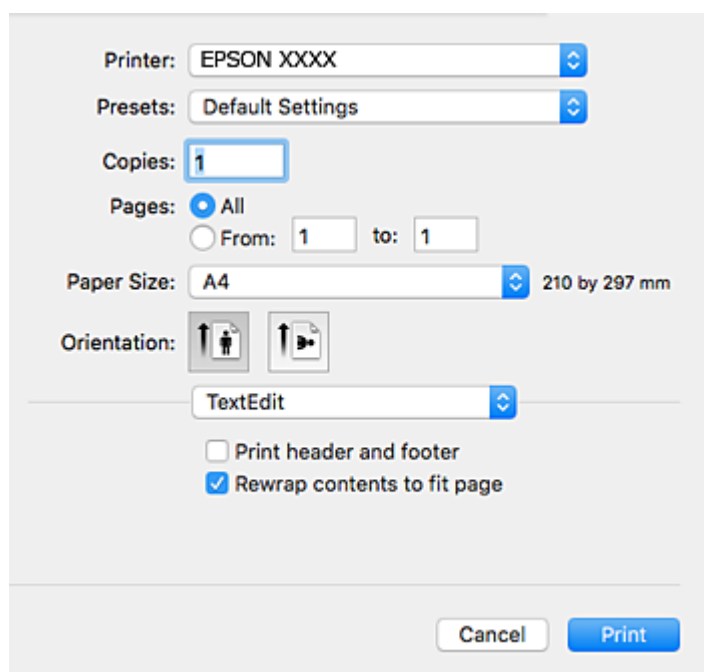 Printer: EPSON XXXX
Presets: Default Settings
Copies: 1
Pages: All
From: 1 to: 1
Paper Size: A4 210 by 297 mm
Orientation:
TextEdit
Print header and footer
Rewrap contents to fit page
Cancel Print